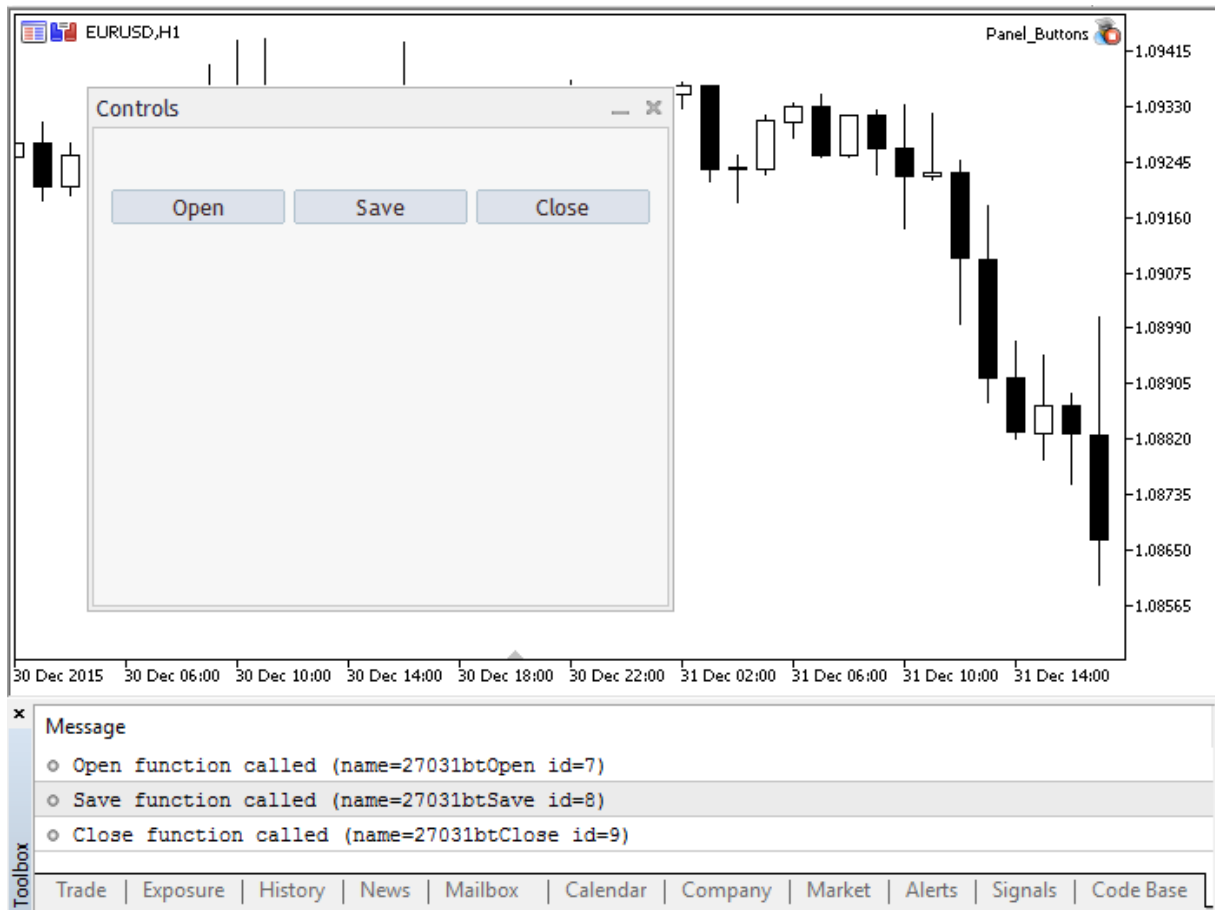 EURUSD,H1
Panel_Buttons
1.09415
Controls
1.09330
1.09245
Open Save Close
1.09160
1.09075
1.08990
1.08905
1.08820
1.08735
1.08650
1.08565
30 Dec 2015 30 Dec 06:00 30 Dec 10:00 30 Dec 14:00 30 Dec 18:00 30 Dec 22:00 31 Dec 02:00 31 Dec 06:00 31 Dec 10:00 31 Dec 14:00
Message
Open function called (name=27031btOpen id=7)
Save function called (name=27031btSave id=8)
Close function called (name=27031btClose id=9)
Toolbox
Trade | Exposure | History | News | Mailbox | Calendar | Company | Market | Alerts | Signals | Code Base